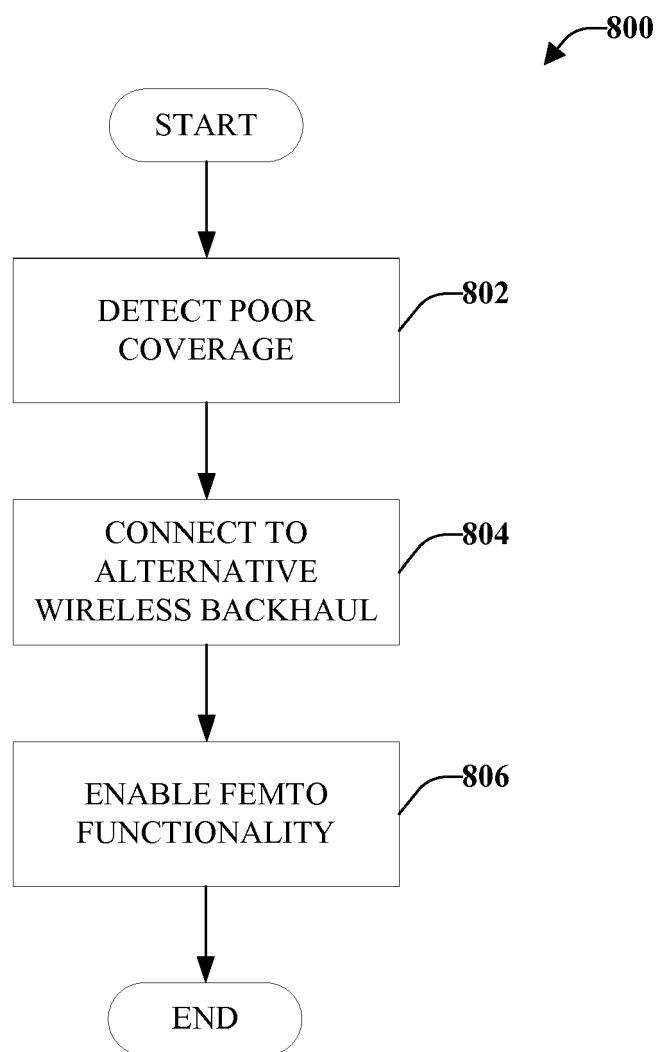 800
START
DETECT POOR
COVERAGE
802
CONNECT TO
ALTERNATIVE
WIRELESS BACKHAUL
804
ENABLE FEMTO
FUNCTIONALITY
806
END